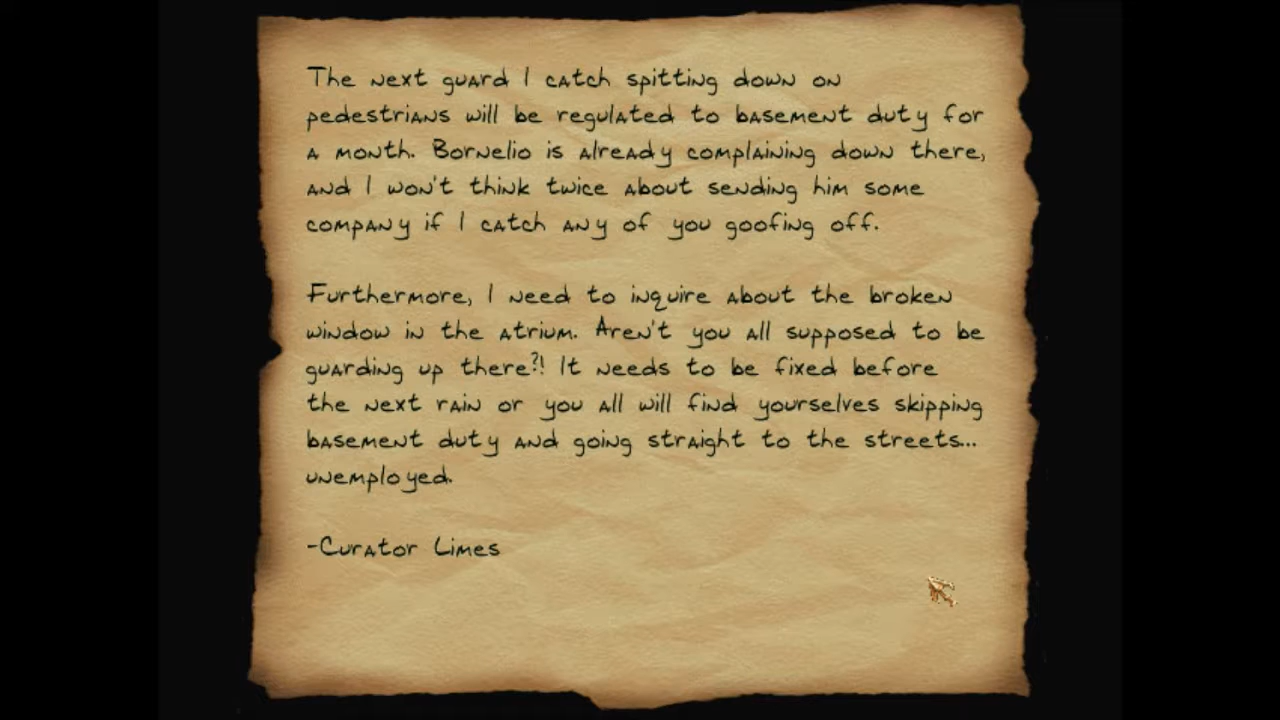 The next guard I catch spitting down on
pedestrians will be regulated to basement duty for
a month. Bornelio is already complaining down there,
and I won't think twice about sending him some
company if I catch any of you goofing off.
Furthermore, I need to inquire about the broken
window in the atrium. Aren't you all supposed to be
guarding up there?! It needs to be fixed before
the next rain or you all will find yourselves skipping
basement duty and going straight to the streets...
unemployed.
-Curator Limes